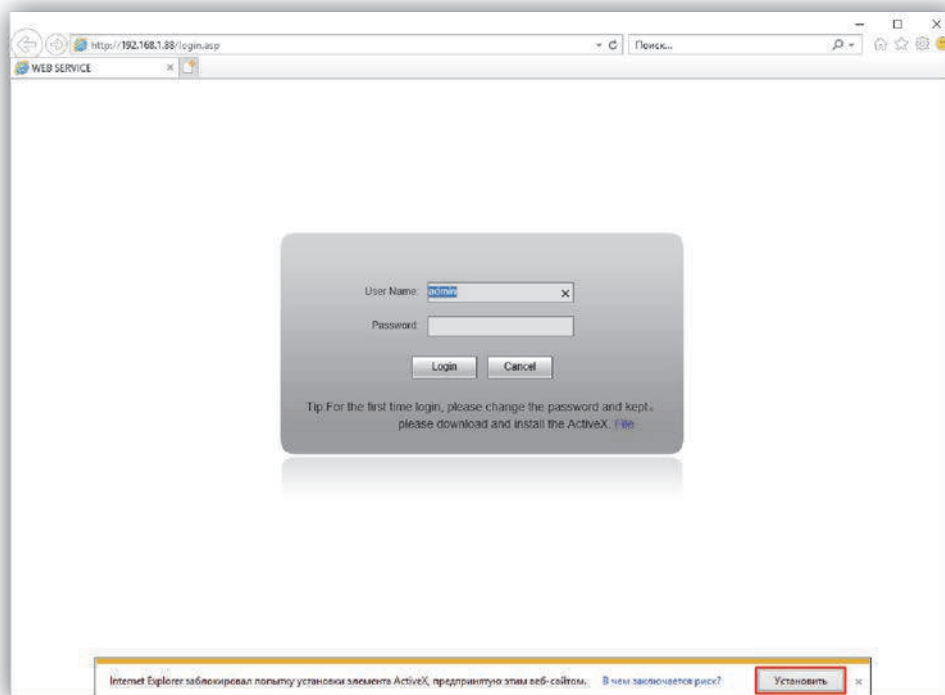 http://192.168.1.88/login.asp
Поиск...
WEB SERVICE
User Name:
admin
Password:
Login
Cancel
Tip:For the first time login, please change the password and kept,
please download and install the ActiveX. File
Internet Explorer заблокировал попытку установки элемента ActiveX, предпринятую этим веб-сайтом.
В чем заключается риск?
Установить